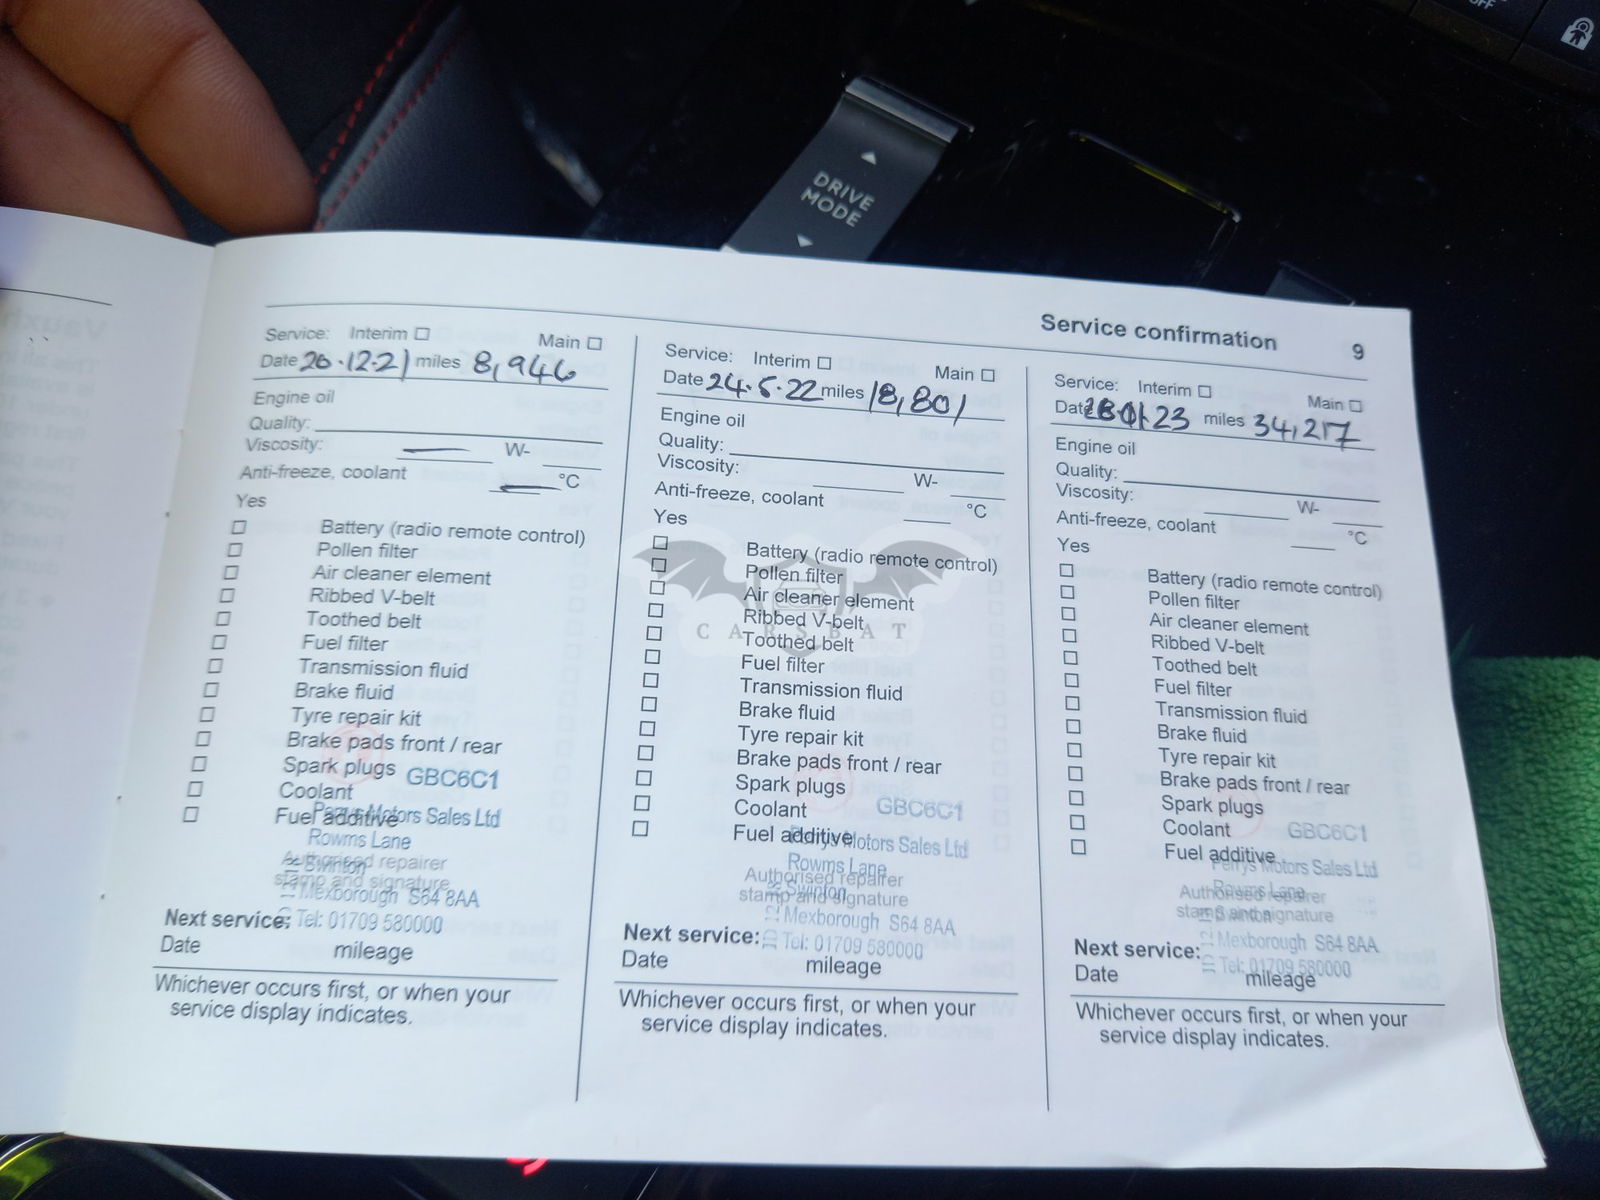 OFF
DRIVE
MODE
Service confirmation 9
Service: Interim ☐ Main ☐
Date 20.12.21 miles 8,946
Engine oil
Quality:
Viscosity: W-
Anti-freeze, coolant °C
Yes
☐ Battery (radio remote control)
☐ Pollen filter
☐ Air cleaner element
☐ Ribbed V-belt
☐ Toothed belt
☐ Fuel filter
☐ Transmission fluid
☐ Brake fluid
☐ Tyre repair kit
☐ Brake pads front / rear
☐ Spark plugs
☐ Coolant
☐ Fuel additive
GBC6C1
Perrys Motors Sales Ltd
Rowms Lane
Swinton
Mexborough S64 8AA
Tel: 01709 580000
Authorised repairer
stamp and signature
Next service:
Date mileage
Whichever occurs first, or when your
service display indicates.
Service: Interim ☐ Main ☐
Date 24.5.22 miles 18,801
Engine oil
Quality:
Viscosity: W-
Anti-freeze, coolant °C
Yes
☐ Battery (radio remote control)
☐ Pollen filter
☐ Air cleaner element
☐ Ribbed V-belt
☐ Toothed belt
☐ Fuel filter
☐ Transmission fluid
☐ Brake fluid
☐ Tyre repair kit
☐ Brake pads front / rear
☐ Spark plugs
☐ Coolant
☐ Fuel additive
GBC6C1
Perrys Motors Sales Ltd
Rowms Lane
Swinton
Mexborough S64 8AA
Tel: 01709 580000
Authorised repairer
stamp and signature
Next service:
Date mileage
Whichever occurs first, or when your
service display indicates.
CARSBAT
Service: Interim ☐ Main ☐
Date 23 miles 34,217
Engine oil
Quality:
Viscosity: W-
Anti-freeze, coolant °C
Yes
☐ Battery (radio remote control)
☐ Pollen filter
☐ Air cleaner element
☐ Ribbed V-belt
☐ Toothed belt
☐ Fuel filter
☐ Transmission fluid
☐ Brake fluid
☐ Tyre repair kit
☐ Brake pads front / rear
☐ Spark plugs
☐ Coolant
☐ Fuel additive
GBC6C1
Perrys Motors Sales Ltd
Rowms Lane
Swinton
Mexborough S64 8AA
Tel: 01709 580000
Authorised repairer
stamp and signature
Next service:
Date mileage
Whichever occurs first, or when your
service display indicates.